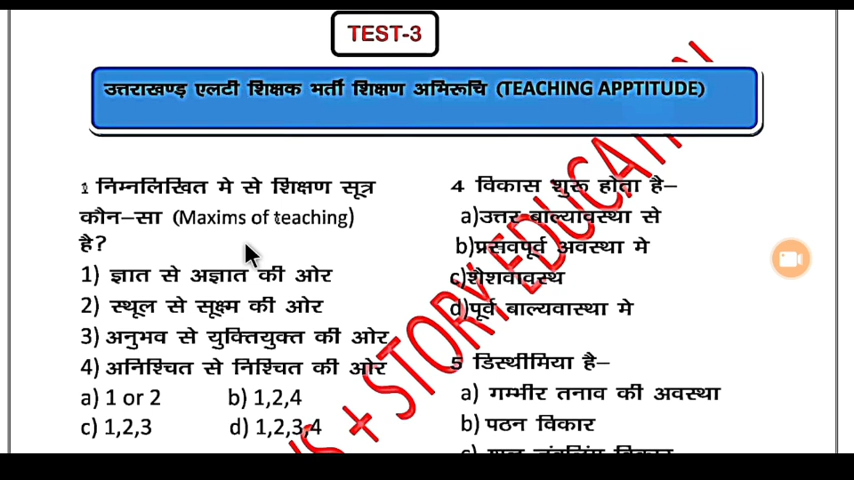 TEST-3
उत्तराखण्ड़ एलटी शिक्षक भर्ती शिक्षण अभिरूचि (TEACHING APPTITUDE)
1 निम्नलिखित मे से शिक्षण सूत्र
कौन–सा (Maxims of teaching)
है?
1) ज्ञात से अज्ञात की ओर
2) स्थूल से सूक्ष्म की ओर
3) अनुभव से युक्तियुक्त की ओर
4) अनिश्चित से निश्चित की ओर
a) 1 or 2 b) 1,2,4
c) 1,2,3 d) 1,2,3,4
4 विकास शुरू होता है–
a)उत्तर बाल्यावस्था से
b)प्रसवपूर्व अवस्था मे
c)शैशवावस्थ
d)पूर्व बाल्यवास्था मे
5 डिस्थीमिया है–
a) गम्भीर तनाव की अवस्था
b) पठन विकार
+ STORY EDUCATION